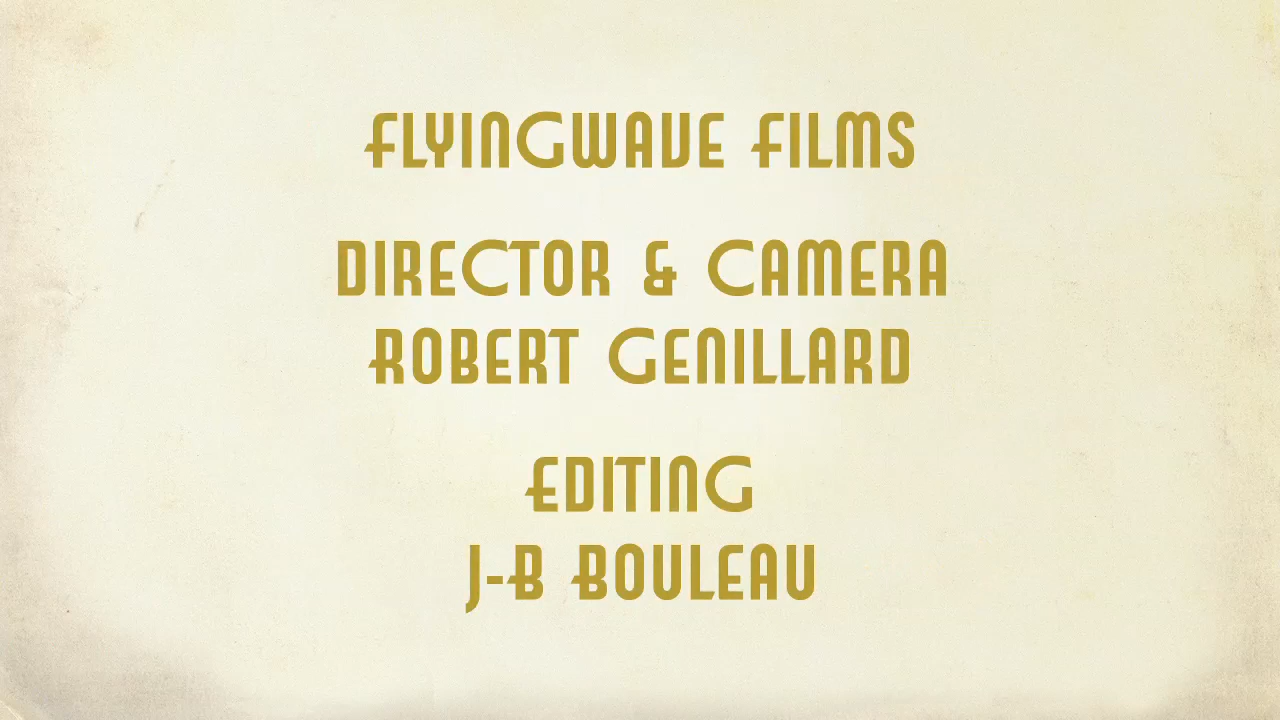 FLYINGWAVE FILMS
DIRECTOR & CAMERA
ROBERT GENILLARD
EDITING
J-B BOULEAU